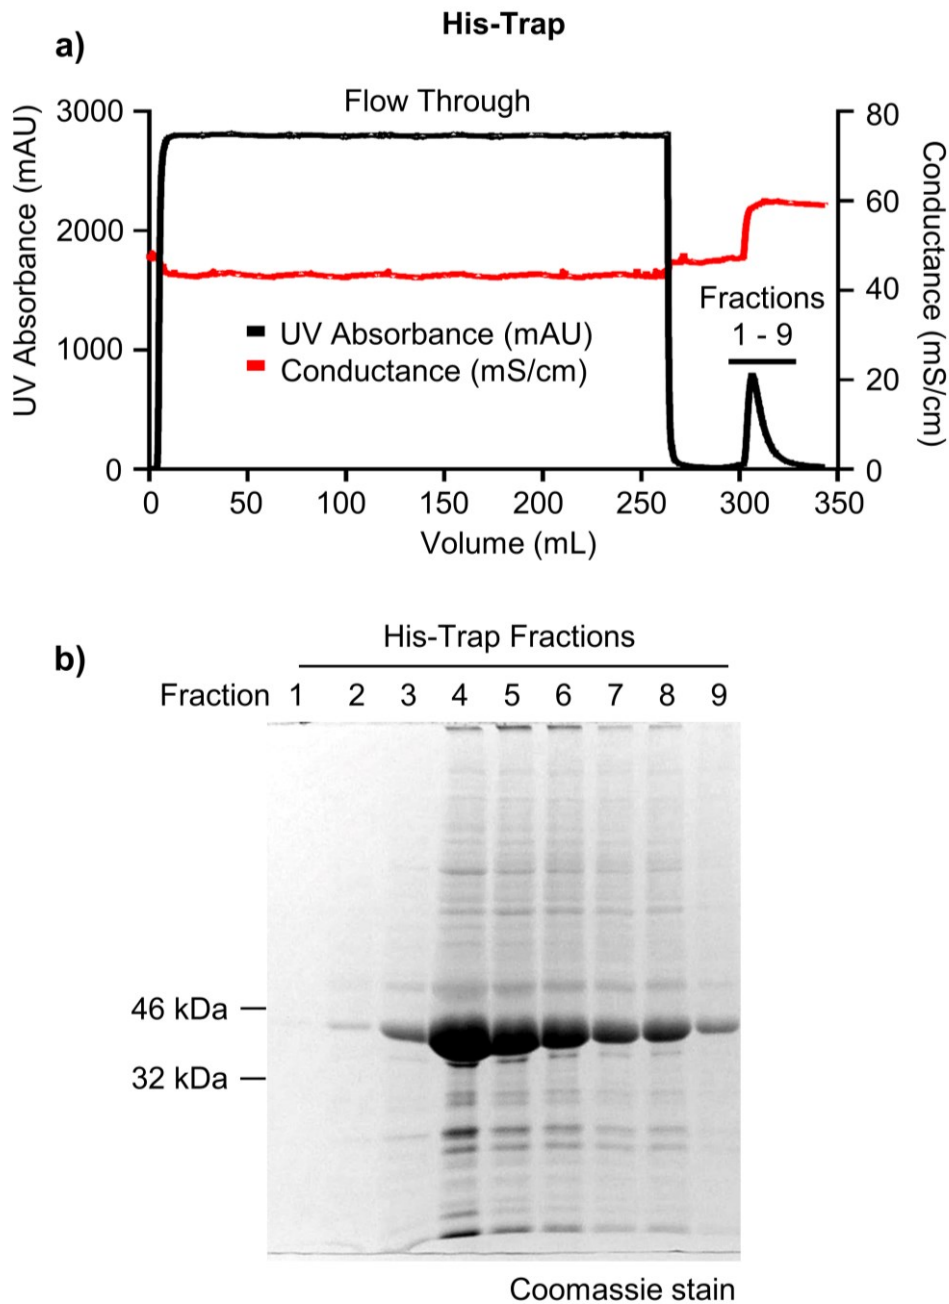 His-Trap
a)
Flow Through
3000
2000
1000
0
UV Absorbance (mAU)
80
60
40
20
0
Conductance (mS/cm)
Fractions
1 - 9
UV Absorbance (mAU)
Conductance (mS/cm)
0 50 100 150 200 250 300 350
Volume (mL)
b)
His-Trap Fractions
Fraction 1 2 3 4 5 6 7 8 9
46 kDa
32 kDa
Coomassie stain